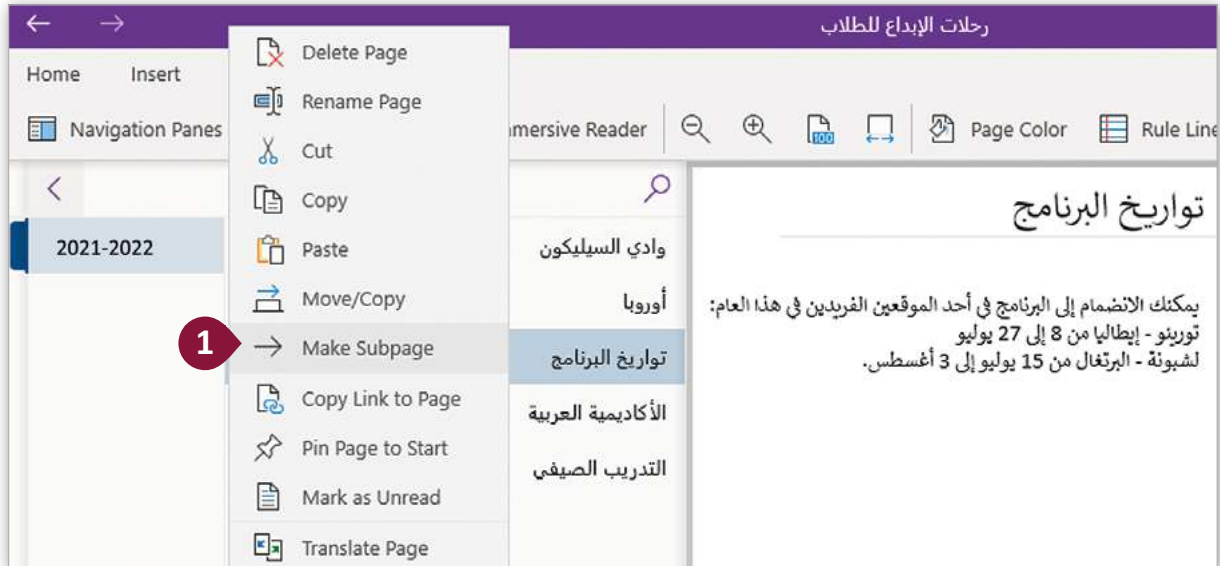 رحلات الإبداع للطلاب
Home Insert
Navigation Panes
mmersive Reader
100
Page Color
Rule Line
Delete Page
Rename Page
Cut
Copy
Paste
Move/Copy
1
Make Subpage
Copy Link to Page
Pin Page to Start
Mark as Unread
Translate Page
2021-2022
وادي السيليكون
أوروبا
تواريخ البرنامج
الأكاديمية العربية
التدريب الصيفي
تواريخ البرنامج
يمكنك الانضمام إلى البرنامج في أحد الموقعين الفريدين في هذا العام:
تورينو - إيطاليا من 8 إلى 27 يوليو
لشبونة - البرتغال من 15 يوليو إلى 3 أغسطس.